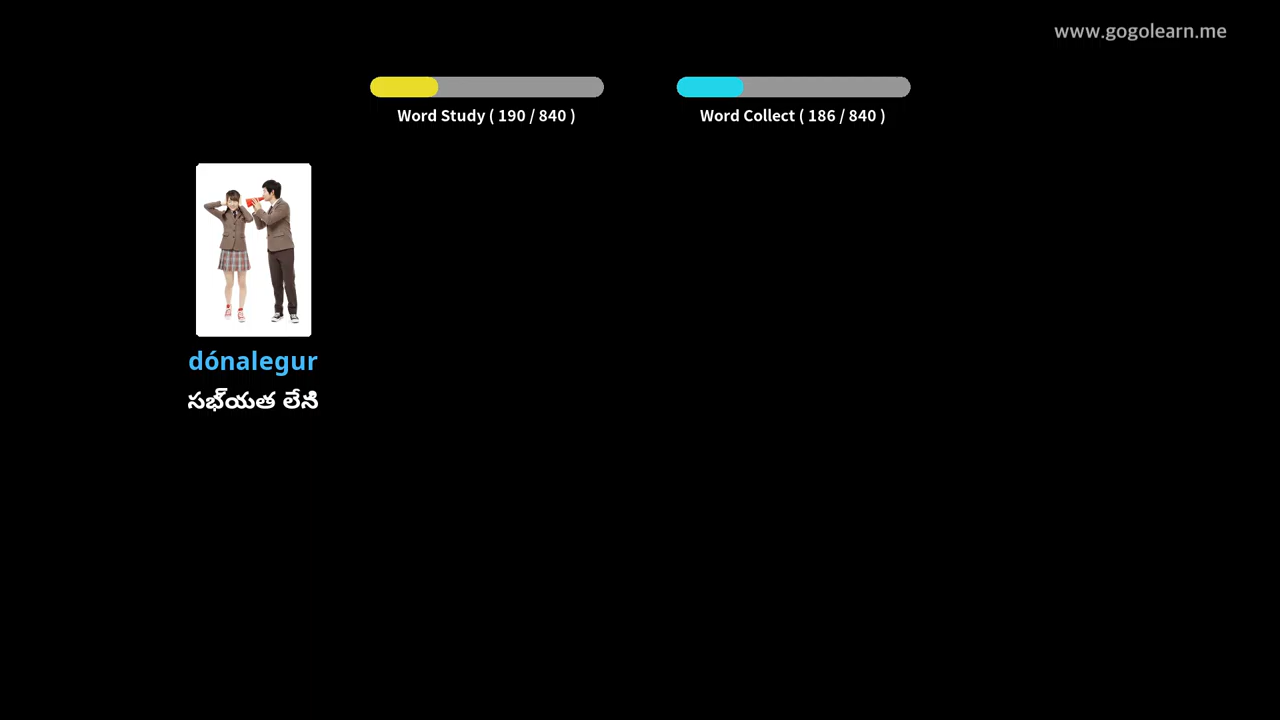 www.gogolearn.me
Word Study ( 190 / 840 )
Word Collect ( 186 / 840 )
dónalegur
సభ్యత లేని